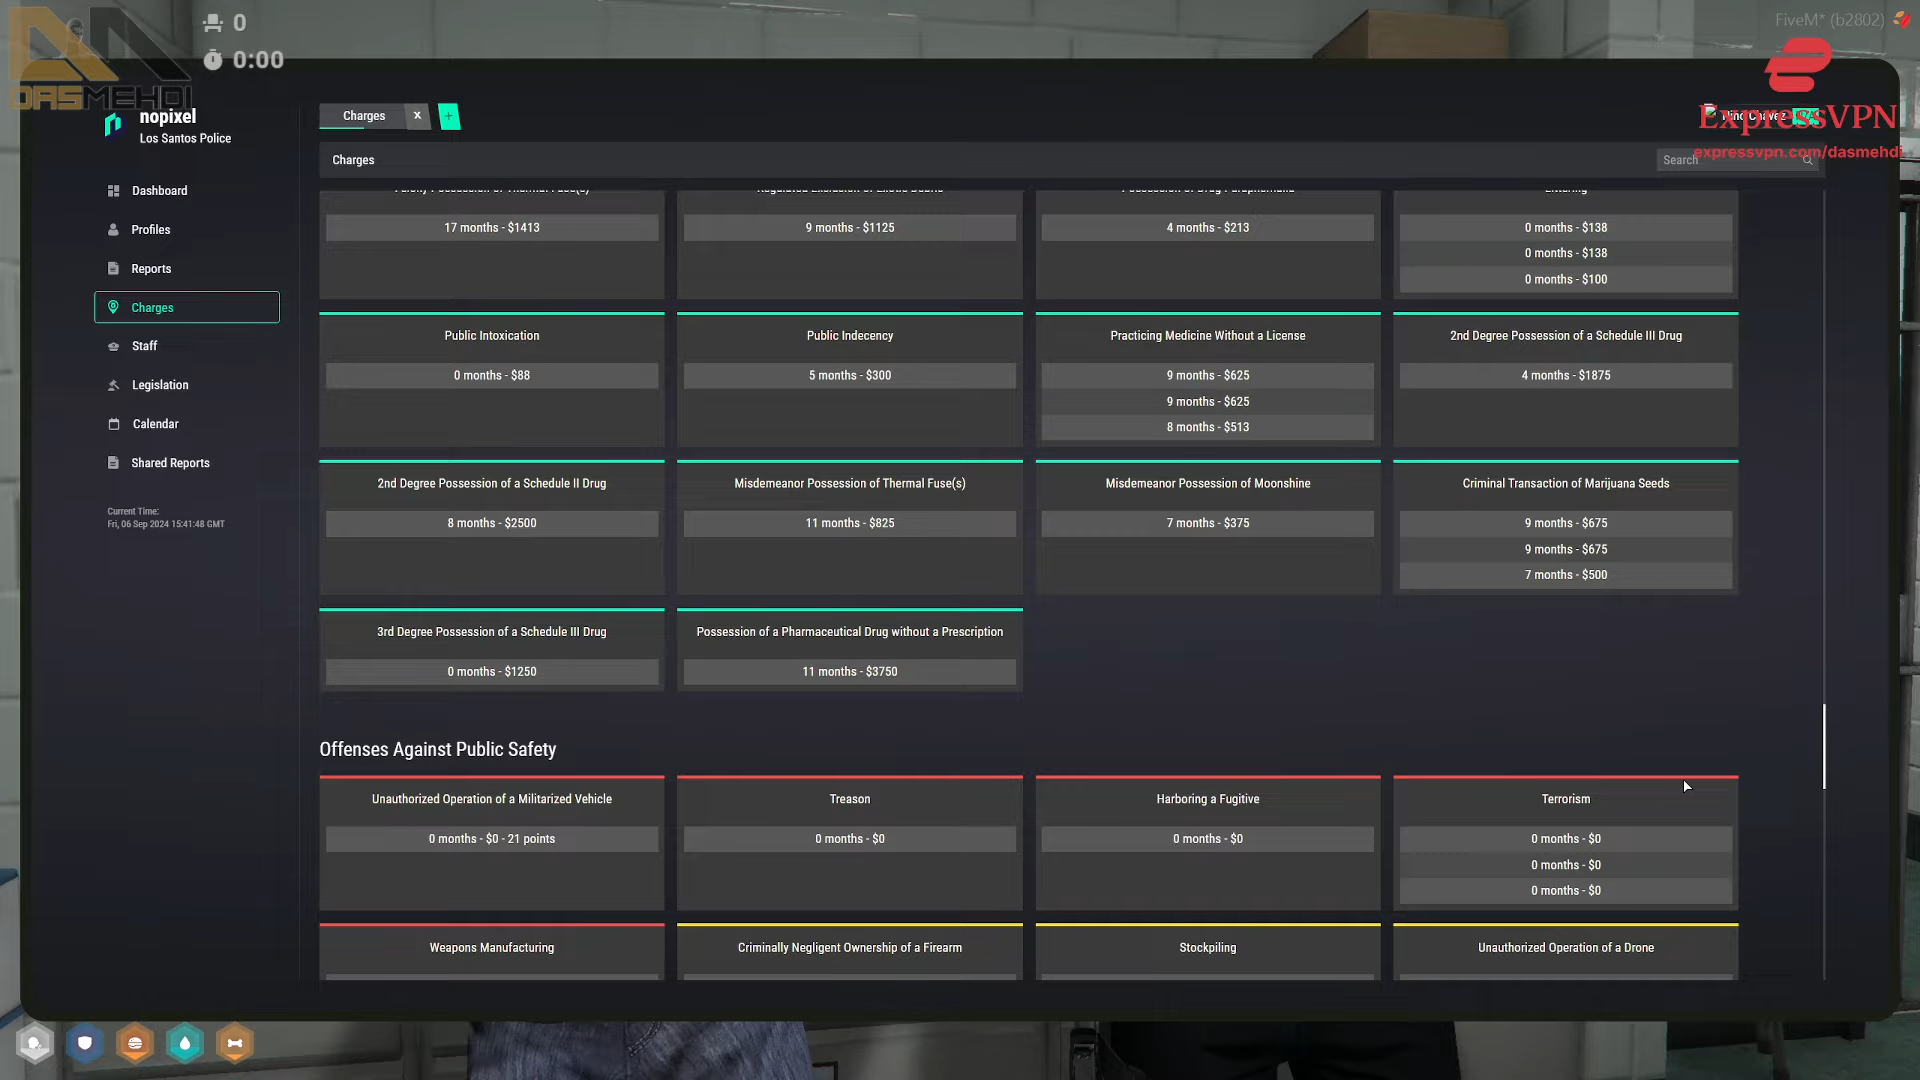 0
0:00
FiveM* (b2802)
DASMEHDI
nopixel
Los Santos Police
Charges x +
ExpressVPN
expressvpn.com/dasmehdi
Charges
Search
Dashboard
Profiles
Reports
Charges
Staff
Legislation
Calendar
Shared Reports
Current Time:
Fri, 06 Sep 2024 15:41:48 GMT
17 months - $1413
9 months - $1125
4 months - $213
0 months - $138
0 months - $138
0 months - $100
Public Intoxication
0 months - $88
Public Indecency
5 months - $300
Practicing Medicine Without a License
9 months - $625
9 months - $625
8 months - $513
2nd Degree Possession of a Schedule III Drug
4 months - $1875
2nd Degree Possession of a Schedule II Drug
8 months - $2500
Misdemeanor Possession of Thermal Fuse(s)
11 months - $825
Misdemeanor Possession of Moonshine
7 months - $375
Criminal Transaction of Marijuana Seeds
9 months - $675
9 months - $675
7 months - $500
3rd Degree Possession of a Schedule III Drug
0 months - $1250
Possession of a Pharmaceutical Drug without a Prescription
11 months - $3750
Offenses Against Public Safety
Unauthorized Operation of a Militarized Vehicle
0 months - $0 - 21 points
Treason
0 months - $0
Harboring a Fugitive
0 months - $0
Terrorism
0 months - $0
0 months - $0
0 months - $0
Weapons Manufacturing
Criminally Negligent Ownership of a Firearm
Stockpiling
Unauthorized Operation of a Drone